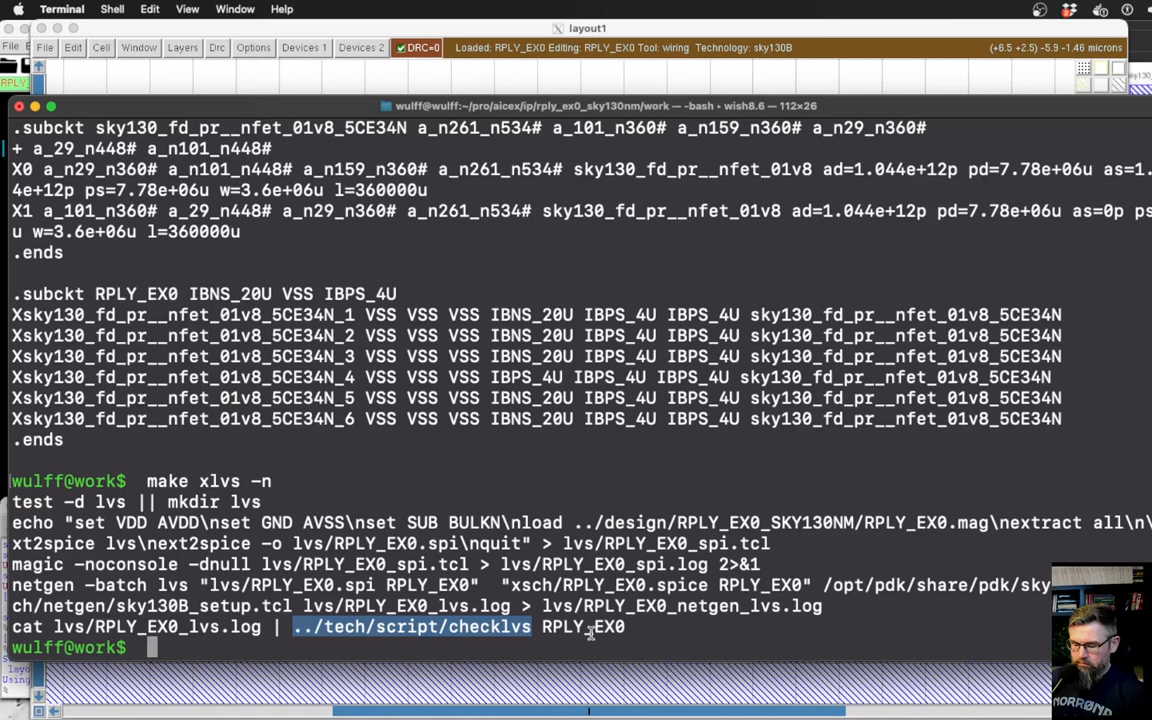 Terminal Shell Edit View Window Help
layout1
File Edit Cell Window Layers Drc Options Devices 1 Devices 2 DRC=0 Loaded: RPLY_EX0 Editing: RPLY_EX0 Tool: wiring Technology: sky130B (+6.5 +2.5) -5.9 -1.46 microns
File
RPLY_
wulff@wulff:~/pro/aicex/ip/rply_ex0_sky130nm/work — -bash • wish8.6 — 112×26
.subckt sky130_fd_pr__nfet_01v8_5CE34N a_n261_n534# a_101_n360# a_n159_n360# a_n29_n360#
+ a_29_n448# a_n101_n448#
X0 a_n29_n360# a_n101_n448# a_n159_n360# a_n261_n534# sky130_fd_pr__nfet_01v8 ad=1.044e+12p pd=7.78e+06u as=1.
4e+12p ps=7.78e+06u w=3.6e+06u l=360000u
X1 a_101_n360# a_29_n448# a_n29_n360# a_n261_n534# sky130_fd_pr__nfet_01v8 ad=1.044e+12p pd=7.78e+06u as=0p ps
u w=3.6e+06u l=360000u
.ends
.subckt RPLY_EX0 IBNS_20U VSS IBPS_4U
Xsky130_fd_pr__nfet_01v8_5CE34N_1 VSS VSS VSS IBNS_20U IBPS_4U IBPS_4U sky130_fd_pr__nfet_01v8_5CE34N
Xsky130_fd_pr__nfet_01v8_5CE34N_2 VSS VSS VSS IBNS_20U IBPS_4U IBPS_4U sky130_fd_pr__nfet_01v8_5CE34N
Xsky130_fd_pr__nfet_01v8_5CE34N_3 VSS VSS VSS IBNS_20U IBPS_4U IBPS_4U sky130_fd_pr__nfet_01v8_5CE34N
Xsky130_fd_pr__nfet_01v8_5CE34N_4 VSS VSS VSS IBPS_4U IBPS_4U IBPS_4U sky130_fd_pr__nfet_01v8_5CE34N
Xsky130_fd_pr__nfet_01v8_5CE34N_5 VSS VSS VSS IBNS_20U IBPS_4U IBPS_4U sky130_fd_pr__nfet_01v8_5CE34N
Xsky130_fd_pr__nfet_01v8_5CE34N_6 VSS VSS VSS IBNS_20U IBPS_4U IBPS_4U sky130_fd_pr__nfet_01v8_5CE34N
.ends
wulff@work$ make xlvs -n
test -d lvs || mkdir lvs
echo "set VDD AVDD\nset GND AVSS\nset SUB BULKN\nload ../design/RPLY_EX0_SKY130NM/RPLY_EX0.mag\nextract all\n\
xt2spice lvs\next2spice -o lvs/RPLY_EX0.spi\nquit" > lvs/RPLY_EX0_spi.tcl
magic -noconsole -dnull lvs/RPLY_EX0_spi.tcl > lvs/RPLY_EX0_spi.log 2>&1
netgen -batch lvs "lvs/RPLY_EX0.spi RPLY_EX0" "xsch/RPLY_EX0.spice RPLY_EX0" /opt/pdk/share/pdk/sky
ch/netgen/sky130B_setup.tcl lvs/RPLY_EX0_lvs.log > lvs/RPLY_EX0_netgen_lvs.log
cat lvs/RPLY_EX0_lvs.log | ../tech/script/checklvs RPLY_EX0
wulff@work$
layo
Using
%
NORRØNA